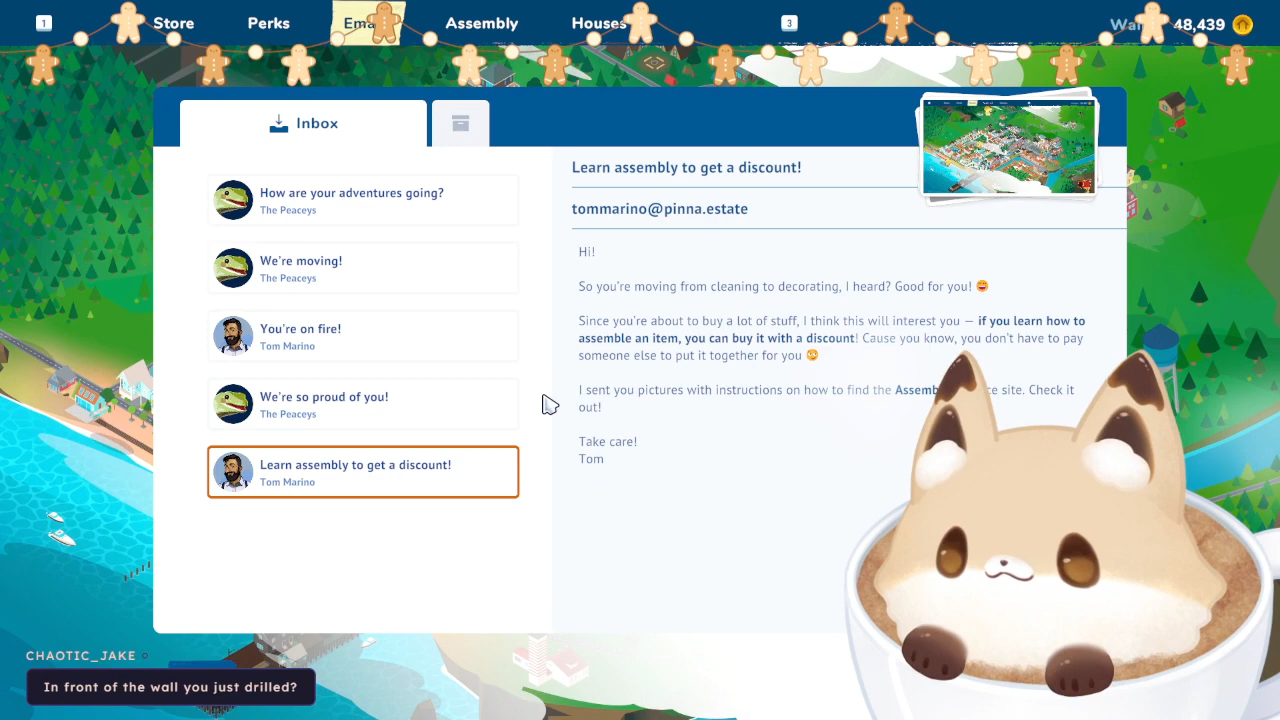 1
Store
Perks
Ema
Assembly
Houses
3
Wal
48,439
Inbox
How are your adventures going?
The Peaceys
We're moving!
The Peaceys
You're on fire!
Tom Marino
We're so proud of you!
The Peaceys
Learn assembly to get a discount!
Tom Marino
Learn assembly to get a discount!
tommarino@pinna.estate
Hi!
So you're moving from cleaning to decorating, I heard? Good for you! 😄
Since you're about to buy a lot of stuff, I think this will interest you — if you learn how to
assemble an item, you can buy it with a discount! Cause you know, you don't have to pay
someone else to put it together for you 🙄
I sent you pictures with instructions on how to find the Assemb ce site. Check it
out!
Take care!
Tom
CHAOTIC_JAKE
In front of the wall you just drilled?